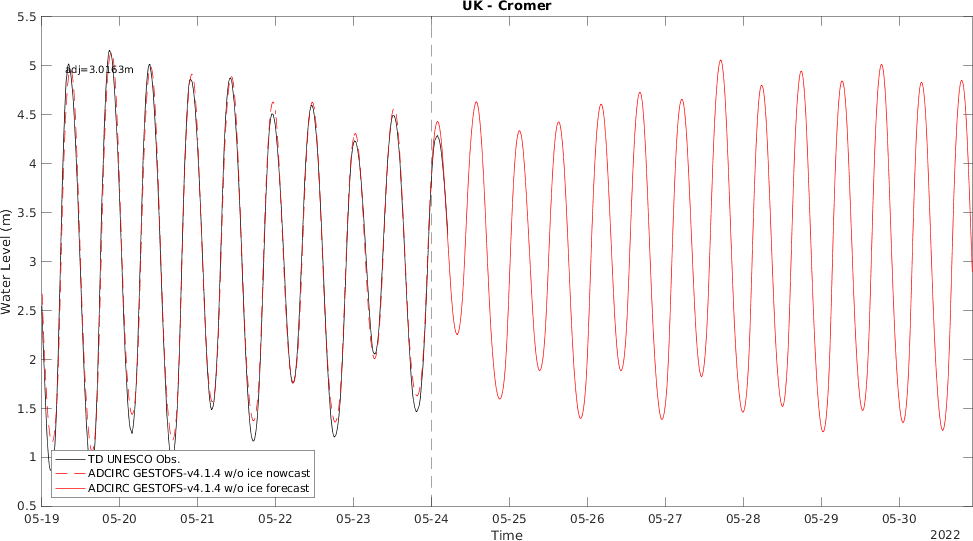 UK - Cromer
5.5
5
4.5
4
3.5
3
2.5
2
1.5
1
0.5
Water Level (m)
adj=3.0163m
TD UNESCO Obs.
ADCIRC GESTOFS-v4.1.4 w/o ice nowcast
ADCIRC GESTOFS-v4.1.4 w/o ice forecast
05-19 05-20 05-21 05-22 05-23 05-24 05-25 05-26 05-27 05-28 05-29 05-30
Time
2022